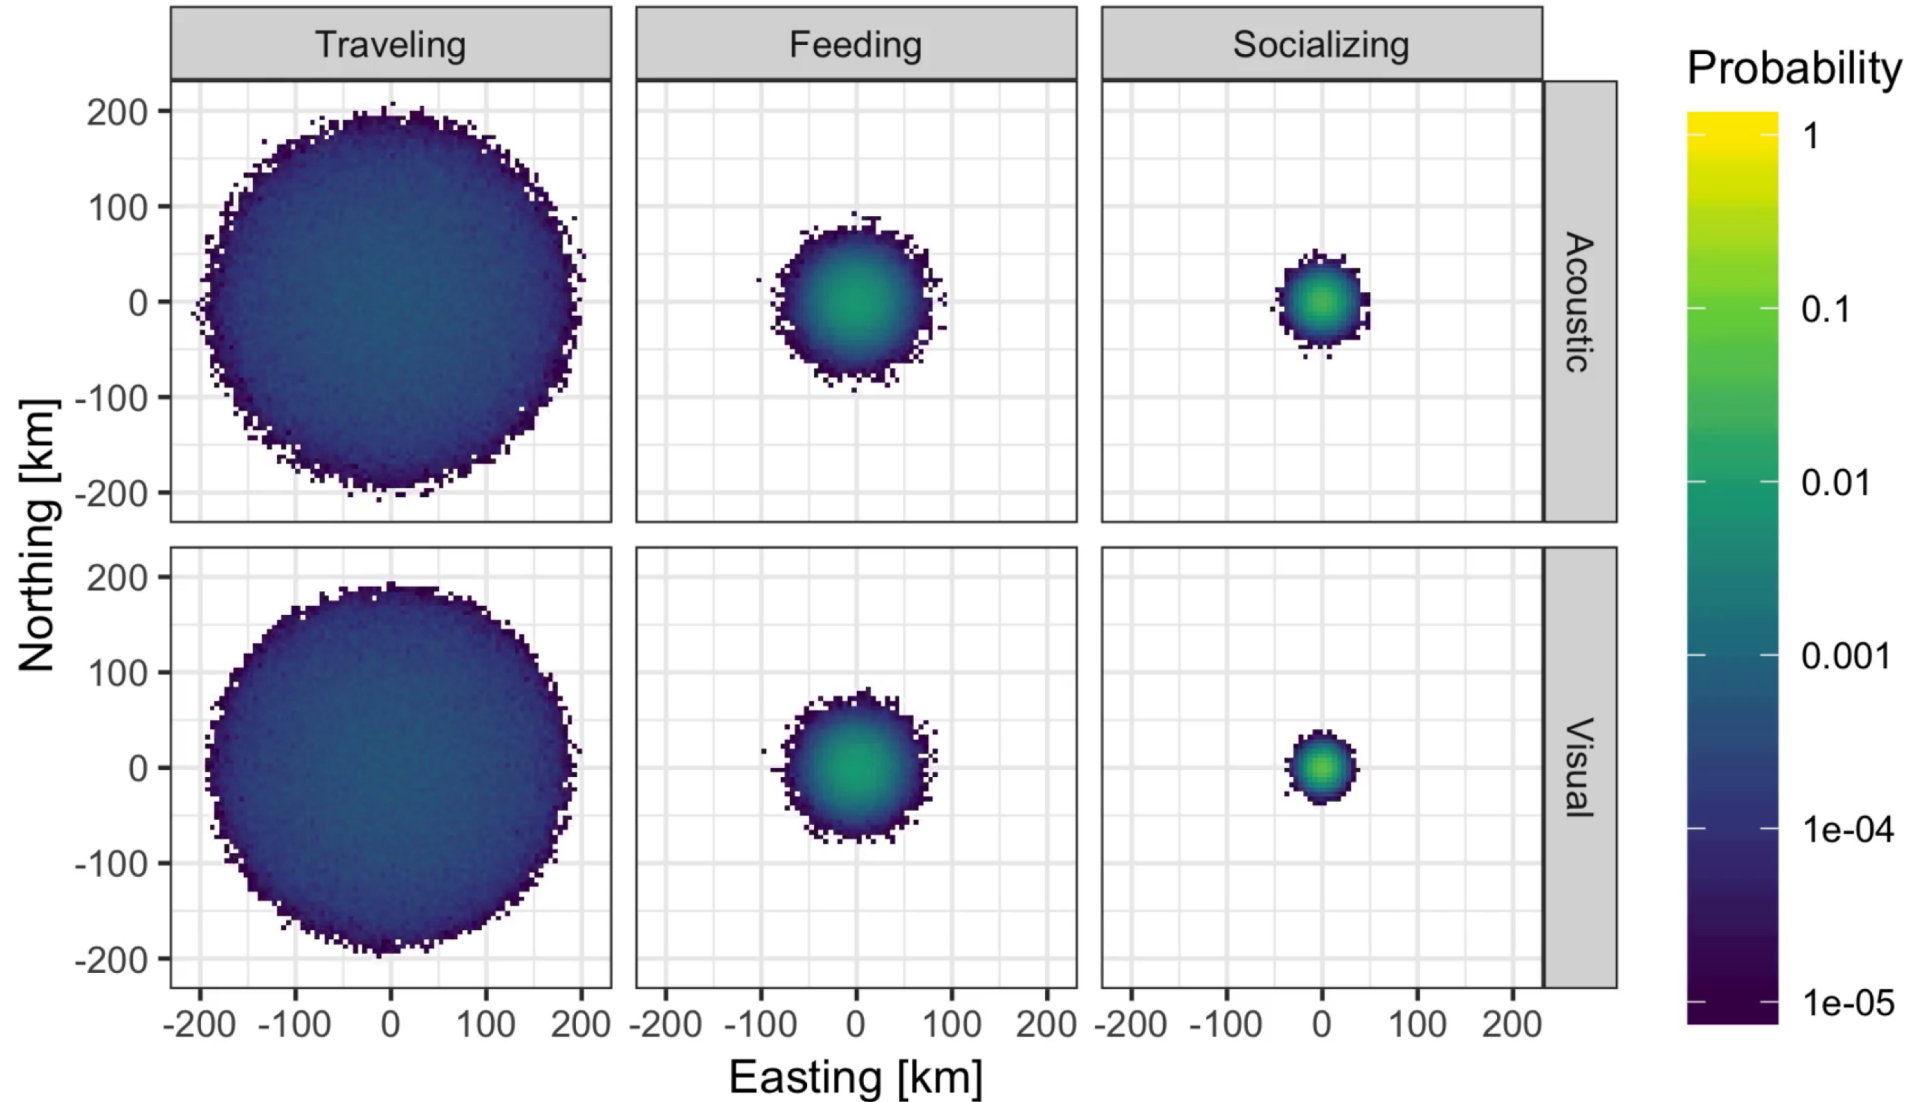 Traveling Feeding Socializing
Probability
200
100
0
-100
-200
Acoustic
200
100
0
-100
-200
Visual
Northing [km]
-200 -100 0 100 200 -200 -100 0 100 200 -200 -100 0 100 200
Easting [km]
1
0.1
0.01
0.001
1e-04
1e-05